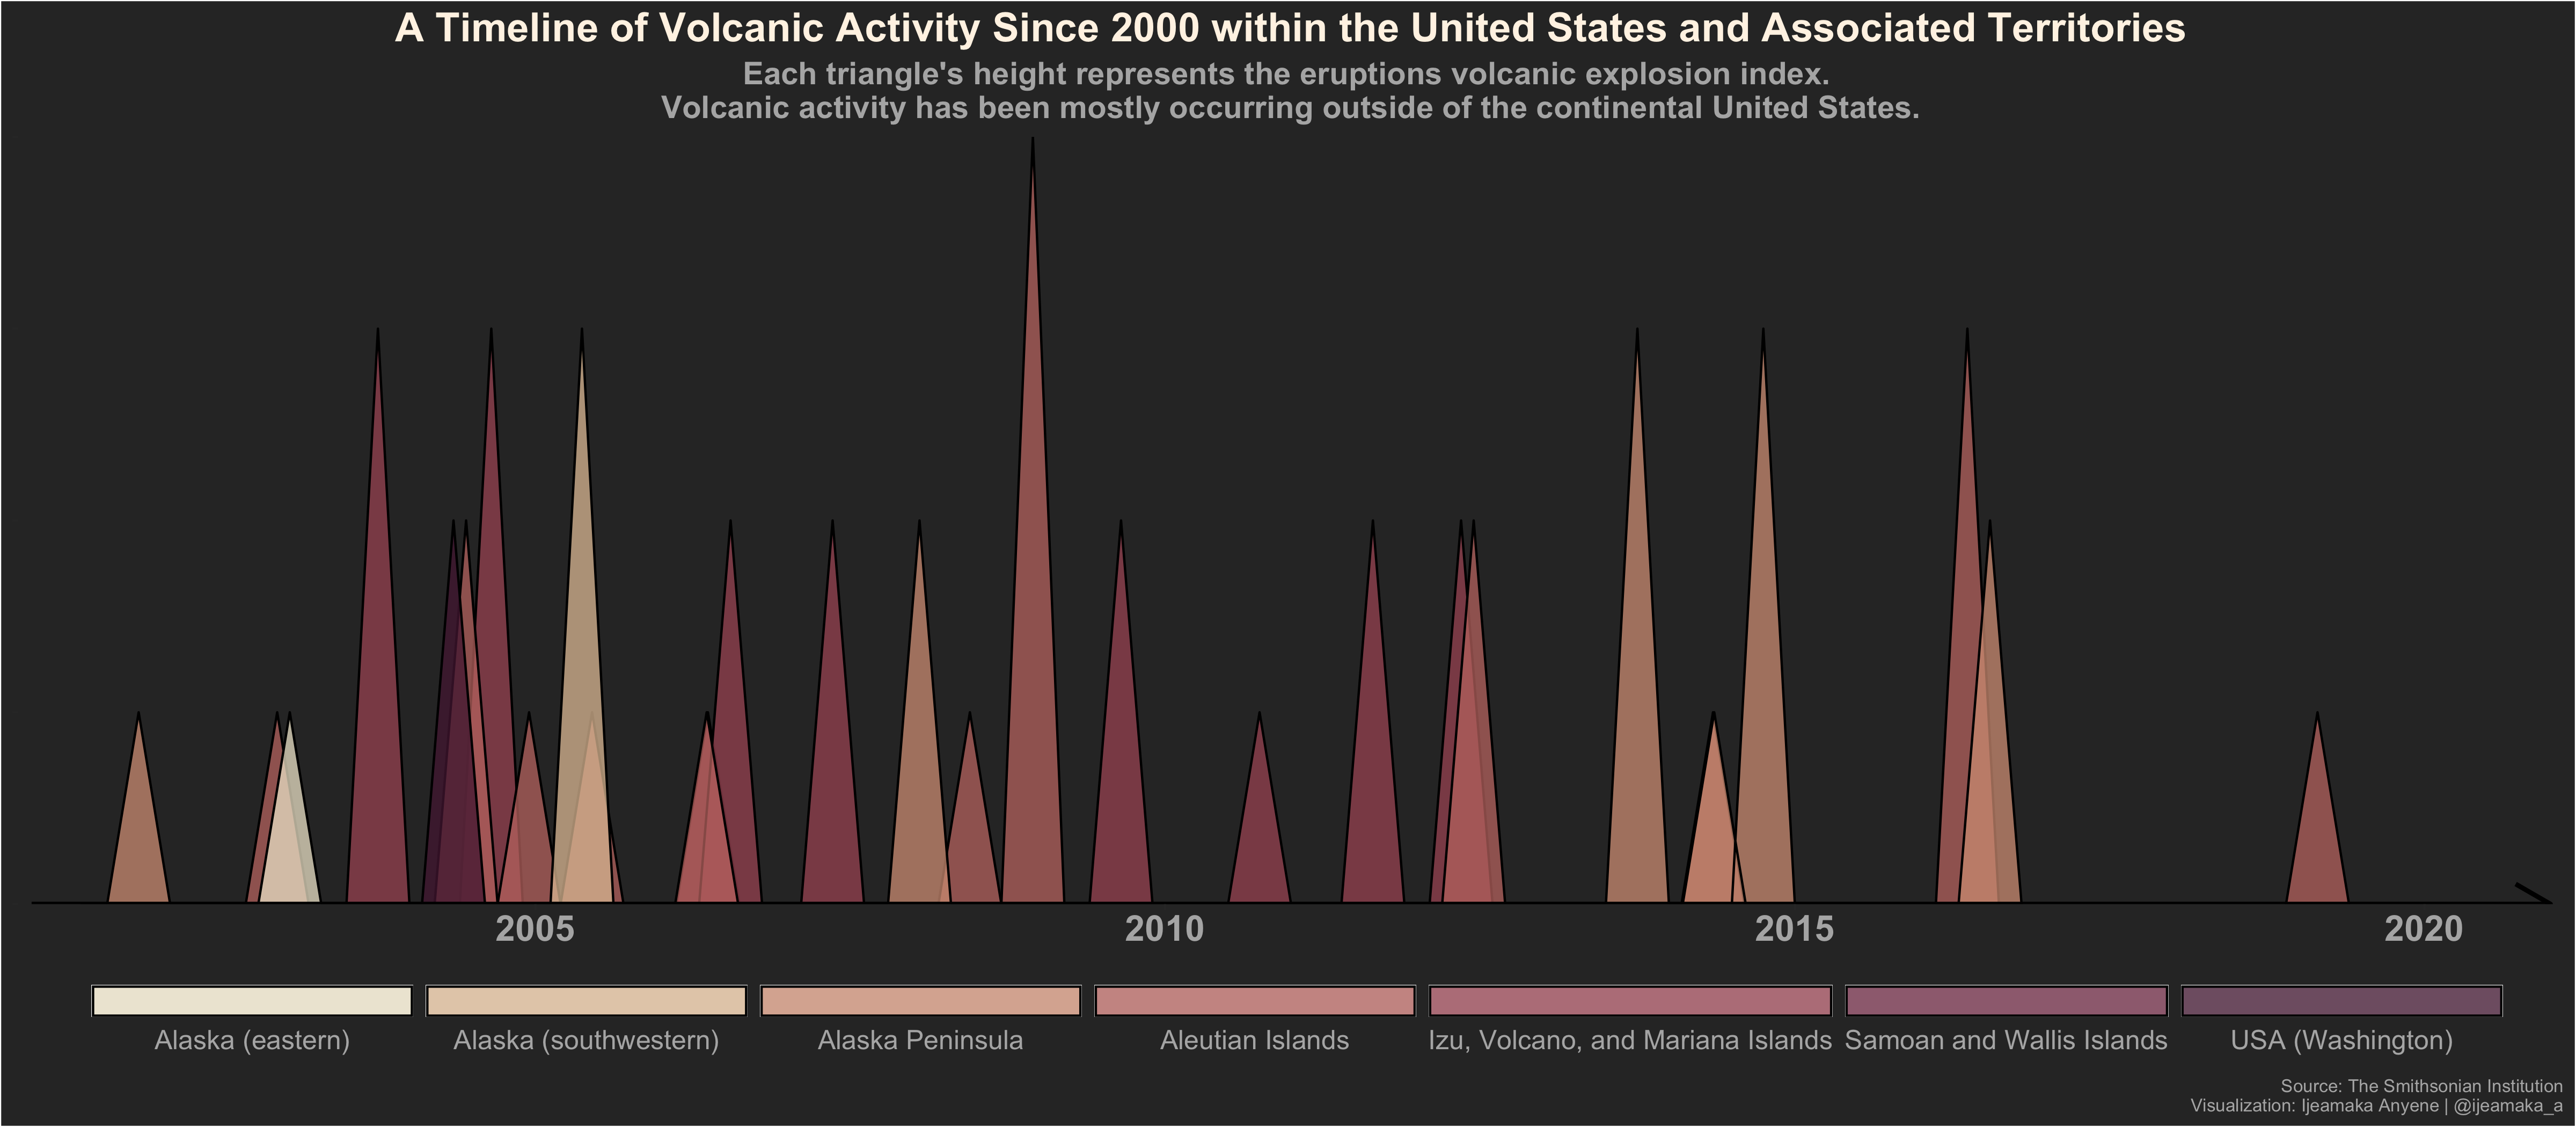 A Timeline of Volcanic Activity Since 2000 within the United States and Associated Territories
Each triangle's height represents the eruptions volcanic explosion index.
Volcanic activity has been mostly occurring outside of the continental United States.
2005
2010
2015
2020
Alaska (eastern)
Alaska (southwestern)
Alaska Peninsula
Aleutian Islands
Izu, Volcano, and Mariana Islands
Samoan and Wallis Islands
USA (Washington)
Source: The Smithsonian Institution
Visualization: Ijeamaka Anyene | @ijeamaka_a